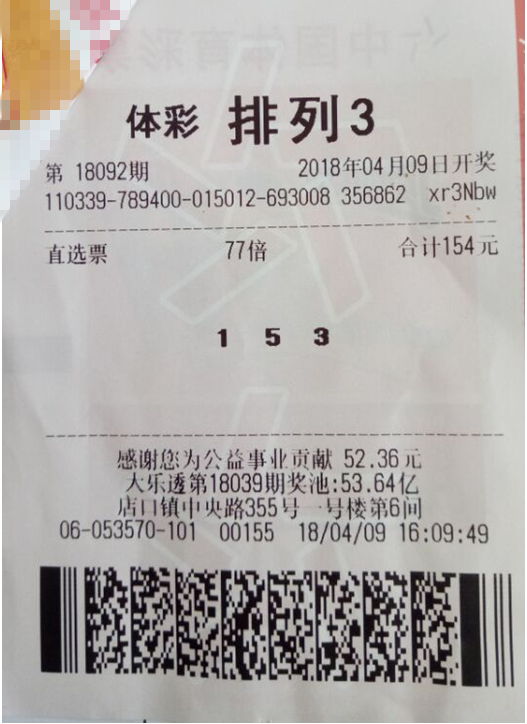 体彩 排列3
第 18092期 2018年04月09日开奖
110339-789400-015012-693008 356862 xr3Nbw
直选票 77倍 合计154元
1 5 3
感谢您为公益事业贡献 52.36元
大乐透第18039期奖池:53.64亿
店口镇中央路355号一号楼第6间
06-053570-101 00155 18/04/09 16:09:49